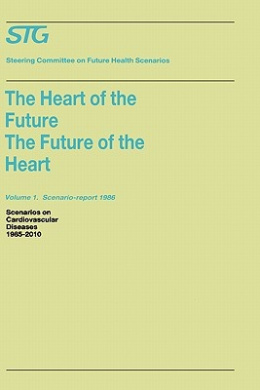 STG
Steering Committee on Future Health Scenarios
The Heart of the
Future
The Future of the
Heart
Volume 1. Scenario-report 1986
Scenarios on
Cardiovascular
Diseases
1985-2010